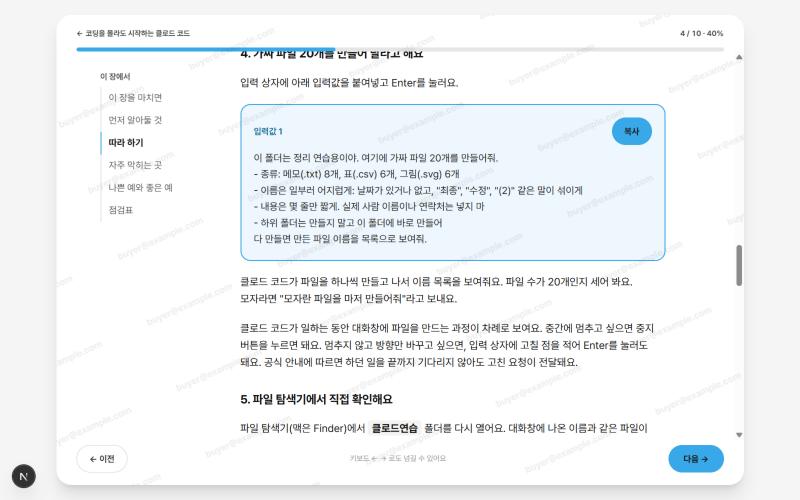 ← 코딩을 몰라도 시작하는 클로드 코드
4 / 10 · 40%
이 장에서
이 장을 마치면
먼저 알아둘 것
따라 하기
자주 막히는 곳
나쁜 예와 좋은 예
점검표
4. 가짜 파일 20개를 만들어 달라고 해요
입력 상자에 아래 입력값을 붙여넣고 Enter를 눌러요.
입력값 1
복사
이 폴더는 정리 연습용이야. 여기에 가짜 파일 20개를 만들어줘.
- 종류: 메모(.txt) 8개, 표(.csv) 6개, 그림(.svg) 6개
- 이름은 일부러 어지럽게: 날짜가 있거나 없고, "최종", "수정", "(2)" 같은 말이 섞이게
- 내용은 몇 줄만 짧게. 실제 사람 이름이나 연락처는 넣지 마
- 하위 폴더는 만들지 말고 이 폴더에 바로 만들어
다 만들면 만든 파일 이름을 목록으로 보여줘.
클로드 코드가 파일을 하나씩 만들고 나서 이름 목록을 보여줘요. 파일 수가 20개인지 세어 봐요.
모자라면 "모자란 파일을 마저 만들어줘"라고 보내요.
클로드 코드가 일하는 동안 대화창에 파일을 만드는 과정이 차례로 보여요. 중간에 멈추고 싶으면 중지
버튼을 누르면 돼요. 멈추지 않고 방향만 바꾸고 싶으면, 입력 상자에 고칠 점을 적어 Enter를 눌러도
돼요. 공식 안내에 따르면 하던 일을 끝까지 기다리지 않아도 고친 요청이 전달돼요.
5. 파일 탐색기에서 직접 확인해요
파일 탐색기(맥은 Finder)에서 클로드연습 폴더를 다시 열어요. 대화창에 나온 이름과 같은 파일이
← 이전
키보드 ← → 로도 넘길 수 있어요
다음 →
N
buyer@example.com